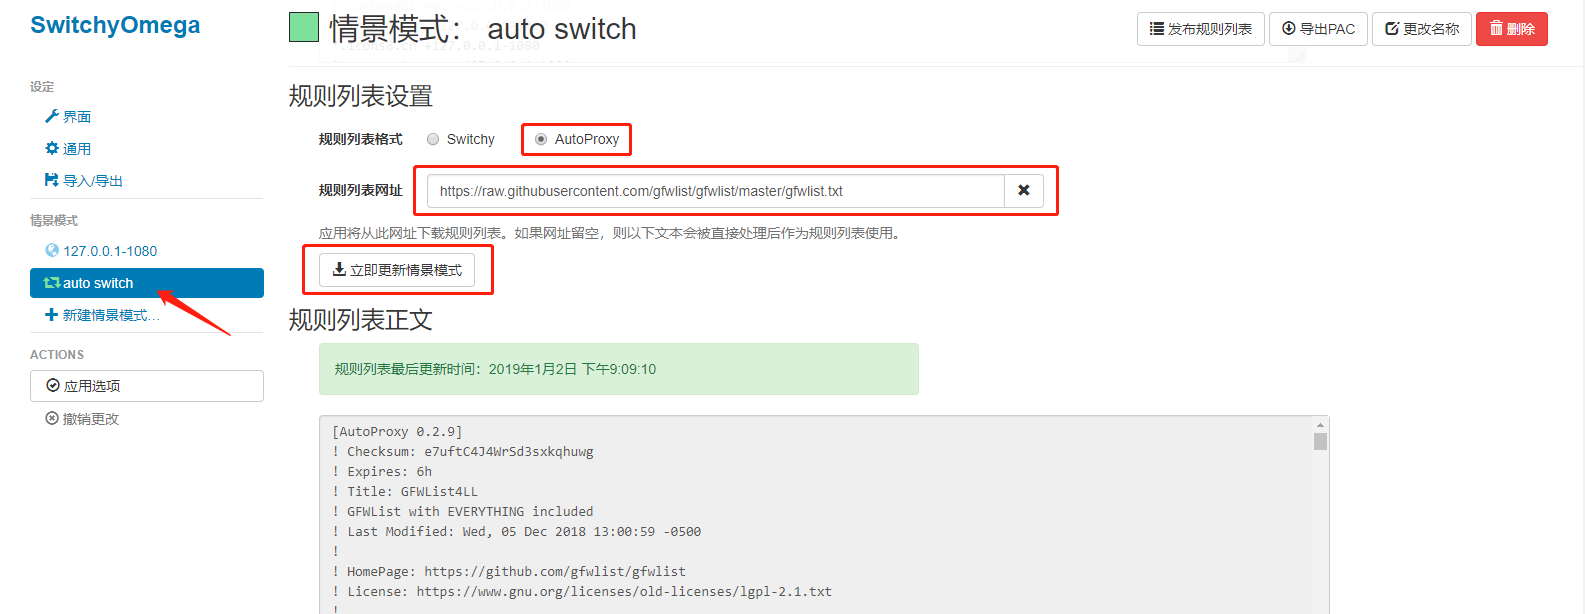 SwitchyOmega
设定
界面
通用
导入/导出
情景模式
127.0.0.1-1080
auto switch
新建情景模式...
ACTIONS
应用选项
撤销更改
情景模式： auto switch
发布规则列表
导出PAC
更改名称
删除
规则列表设置
规则列表格式 Switchy AutoProxy
规则列表网址 https://raw.githubusercontent.com/gfwlist/gfwlist/master/gfwlist.txt
应用将从此网址下载规则列表。如果网址留空，则以下文本会被直接处理后作为规则列表使用。
立即更新情景模式
规则列表正文
规则列表最后更新时间：2019年1月2日 下午9:09:10
[AutoProxy 0.2.9]
! Checksum: e7uftC4J4WrSd3sxkqhuwg
! Expires: 6h
! Title: GFWList4LL
! GFWList with EVERYTHING included
! Last Modified: Wed, 05 Dec 2018 13:00:59 -0500
!
! HomePage: https://github.com/gfwlist/gfwlist
! License: https://www.gnu.org/licenses/old-licenses/lgpl-2.1.txt
!